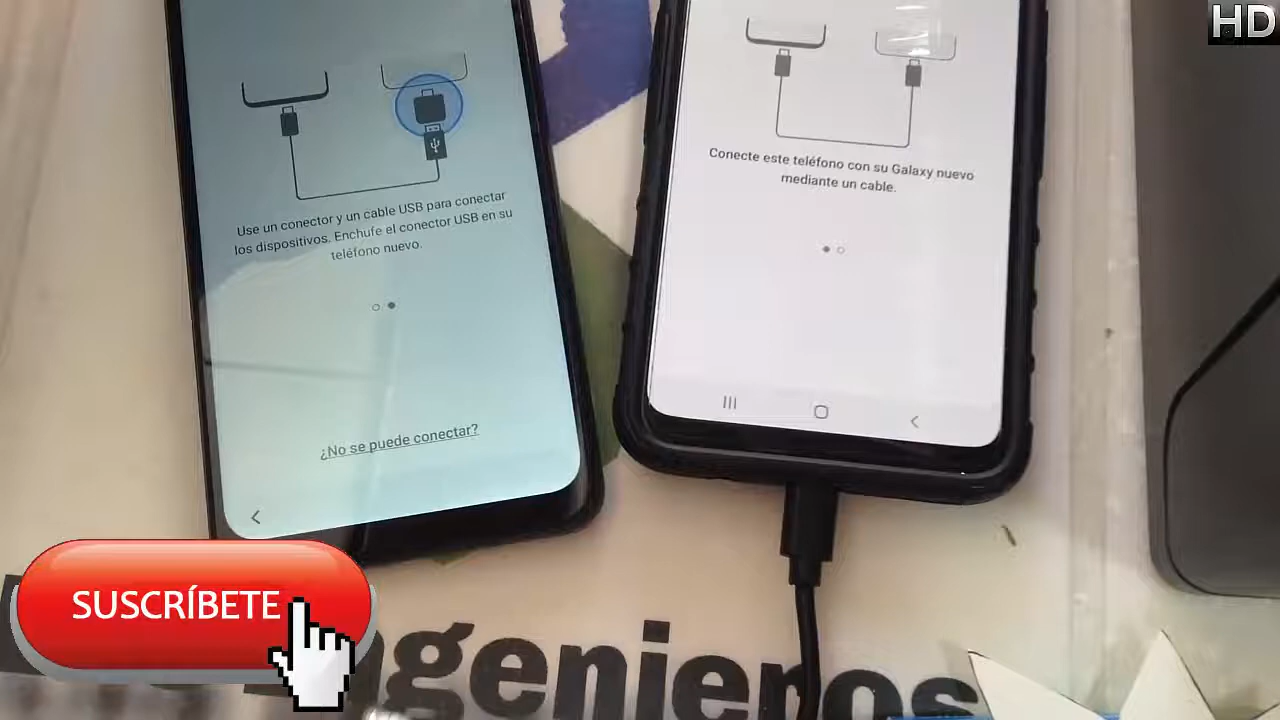 HD
Use un conector y un cable USB para conectar
los dispositivos. Enchufe el conector USB en su
teléfono nuevo.
¿No se puede conectar?
Conecte este teléfono con su Galaxy nuevo
mediante un cable.
SUSCRÍBETE